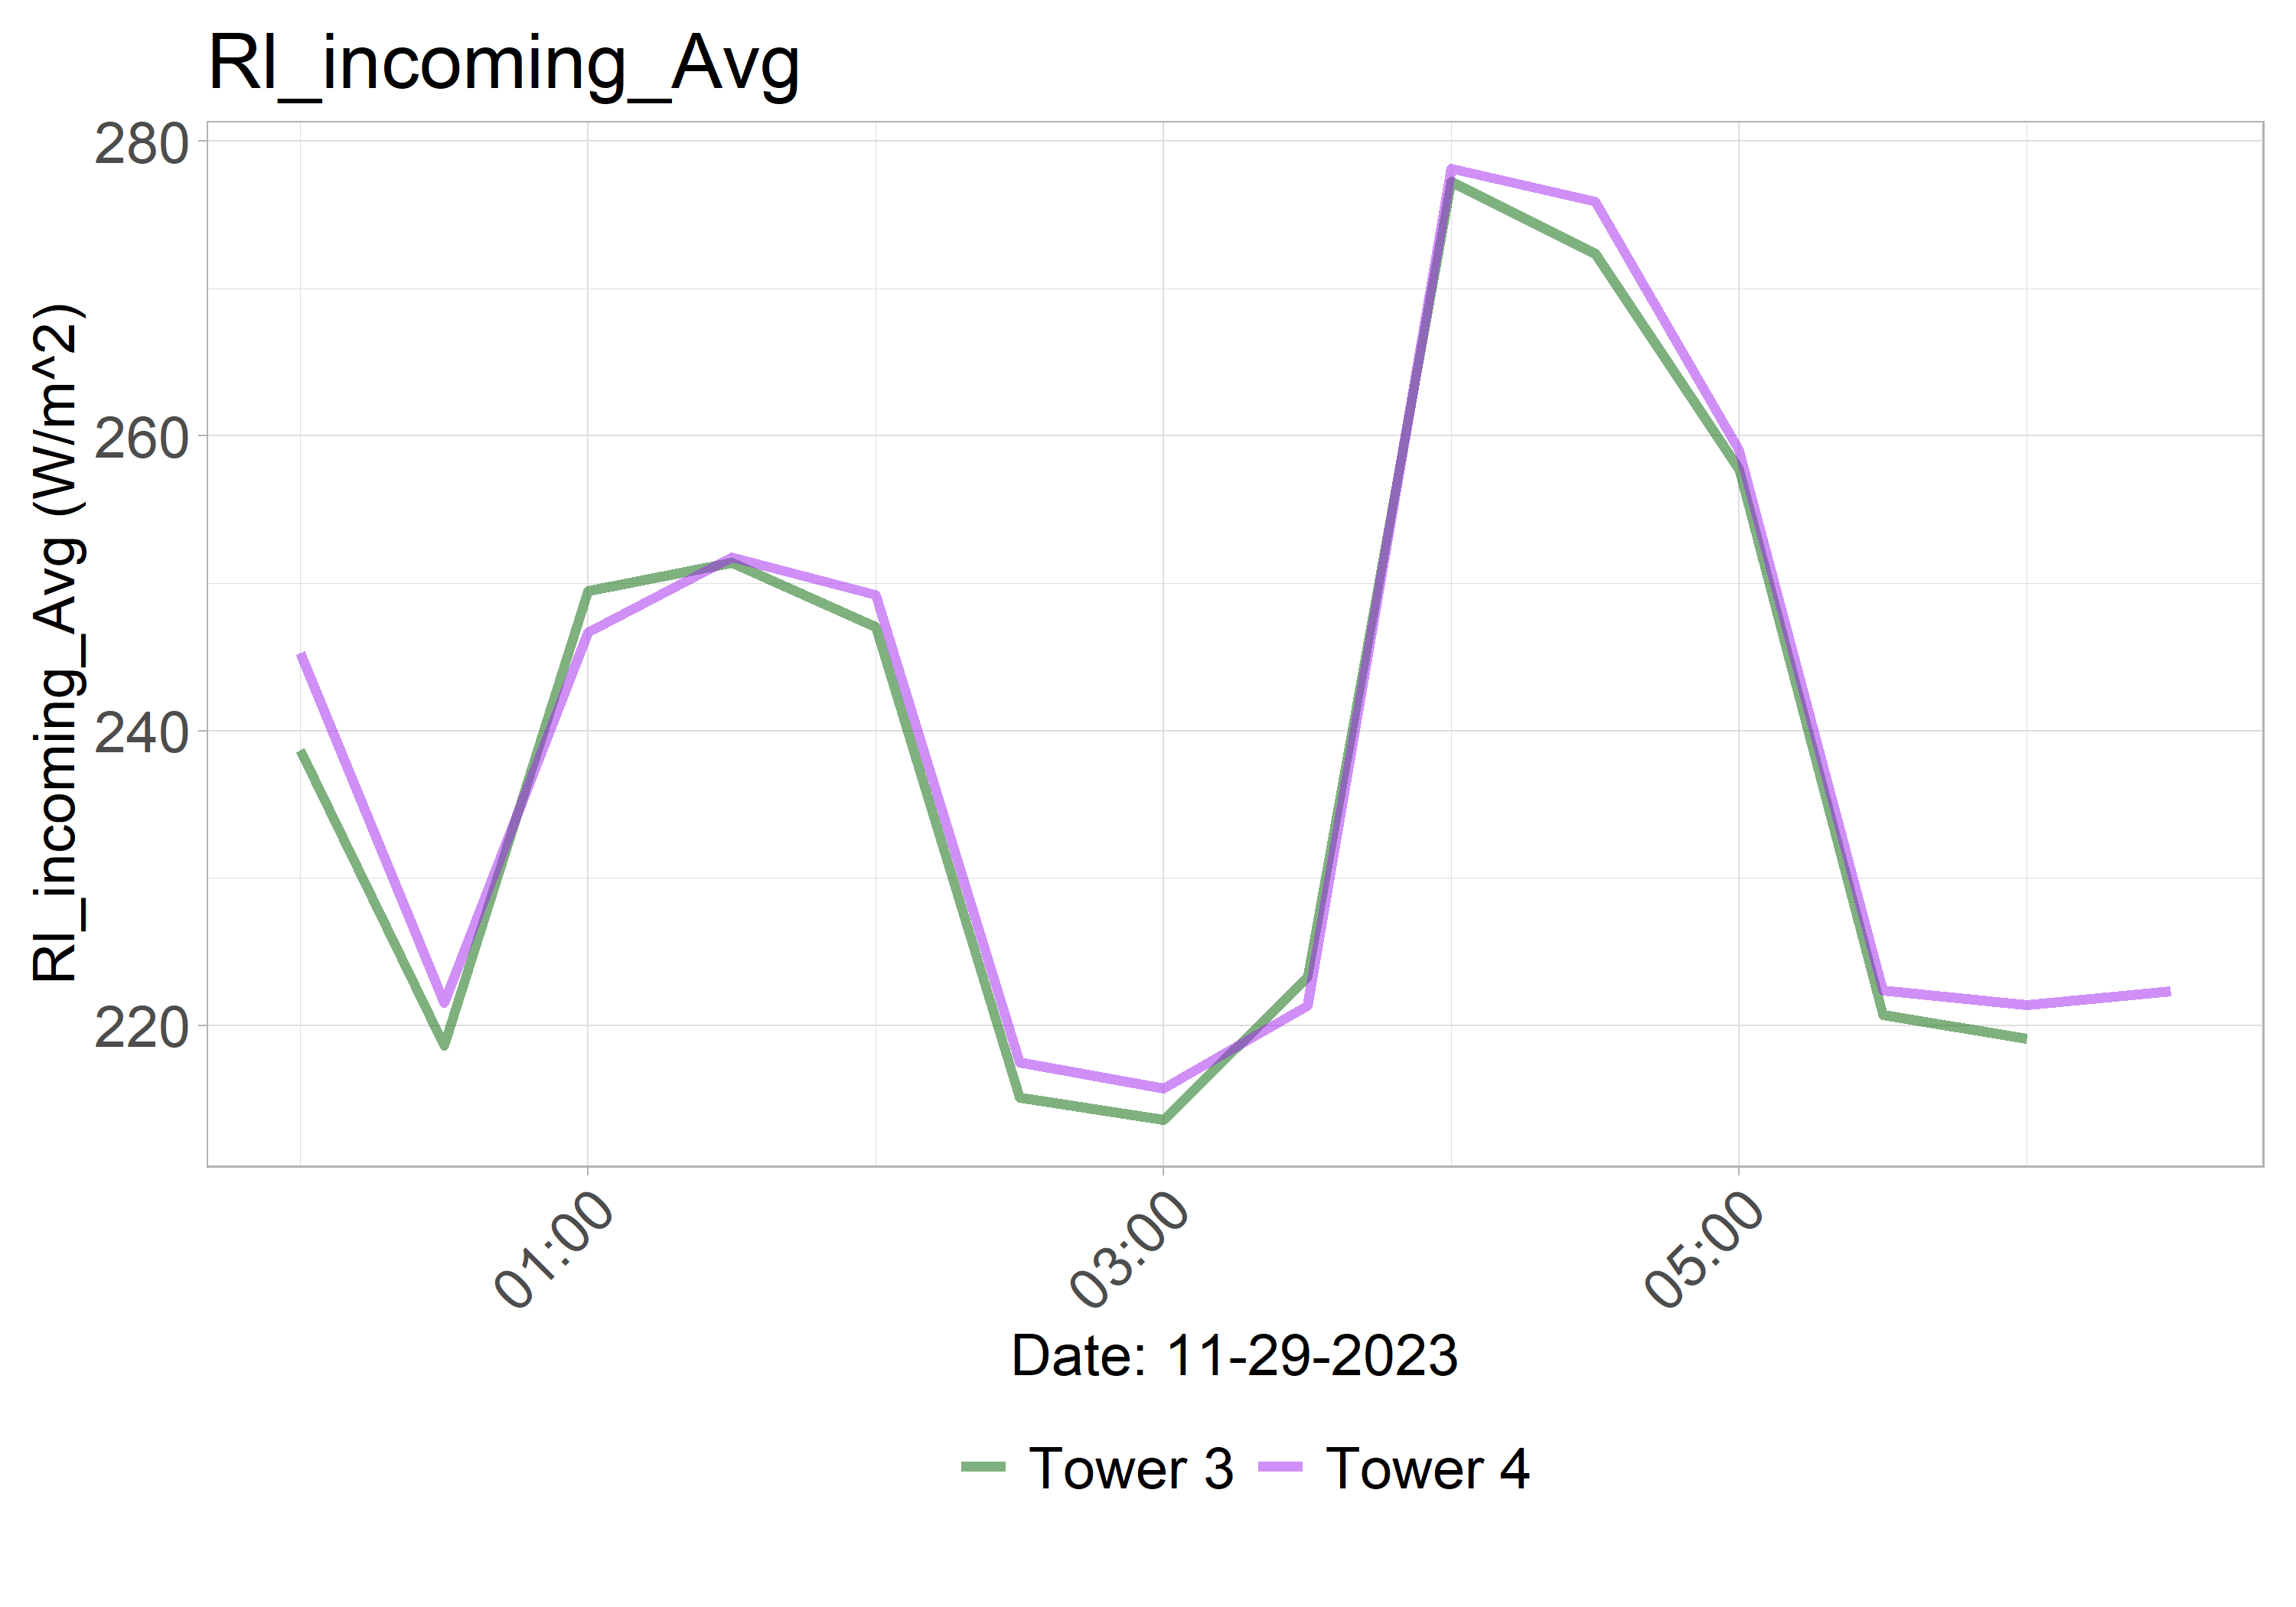 Rl_incoming_Avg
Rl_incoming_Avg (W/m^2)
280
260
240
220
01:00
03:00
05:00
Date: 11-29-2023
Tower 3
Tower 4